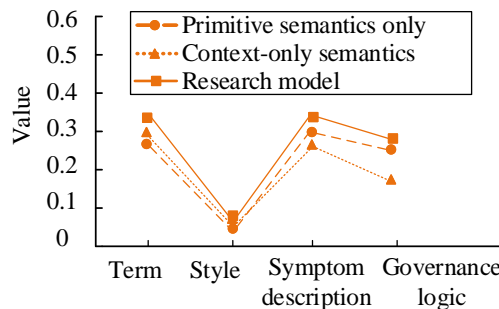 0.6
0.5
0.4
0.3
0.2
0.1
0
Value
Primitive semantics only
Context-only semantics
Research model
Term
Style
Symptom description
Governance logic